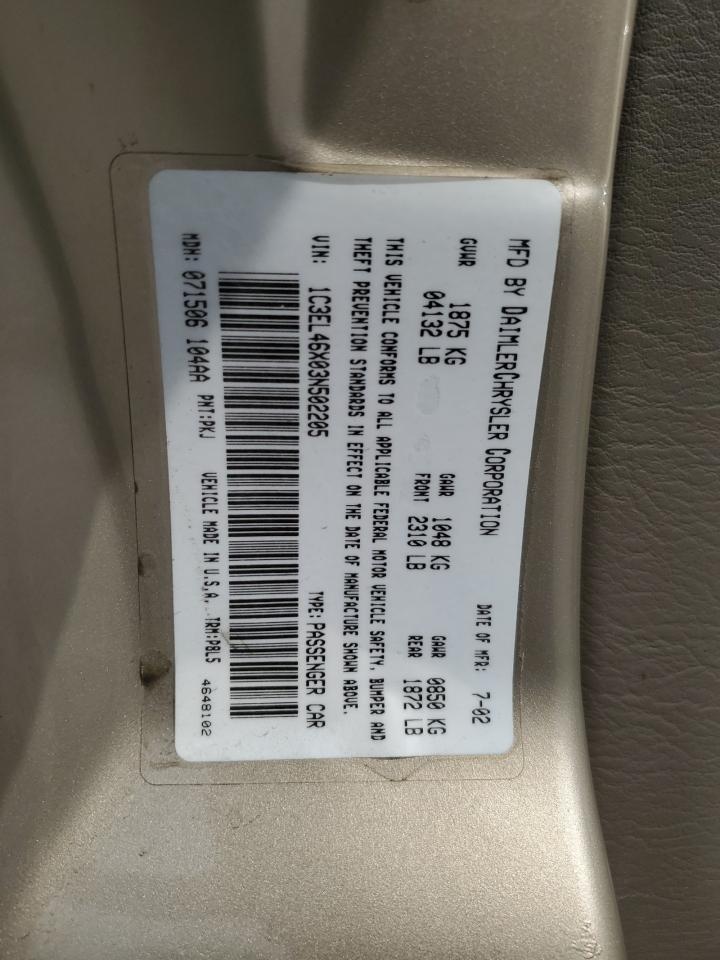 MFD BY DAIMLERCHRYSLER CORPORATION DATE OF MFR: 7-02
GVWR 1875 KG GAWR 1048 KG GAWR 0850 KG
04132 LB FRONT 2310 LB REAR 1872 LB
THIS VEHICLE CONFORMS TO ALL APPLICABLE FEDERAL MOTOR VEHICLE SAFETY, BUMPER AND
THEFT PREVENTION STANDARDS IN EFFECT ON THE DATE OF MANUFACTURE SHOWN ABOVE.
VIN: 1C3EL46X03N502205 TYPE: PASSENGER CAR
MDH: 071506 104AA PNT:PKJ VEHICLE MADE IN U.S.A. TRM:P8L5 4648102